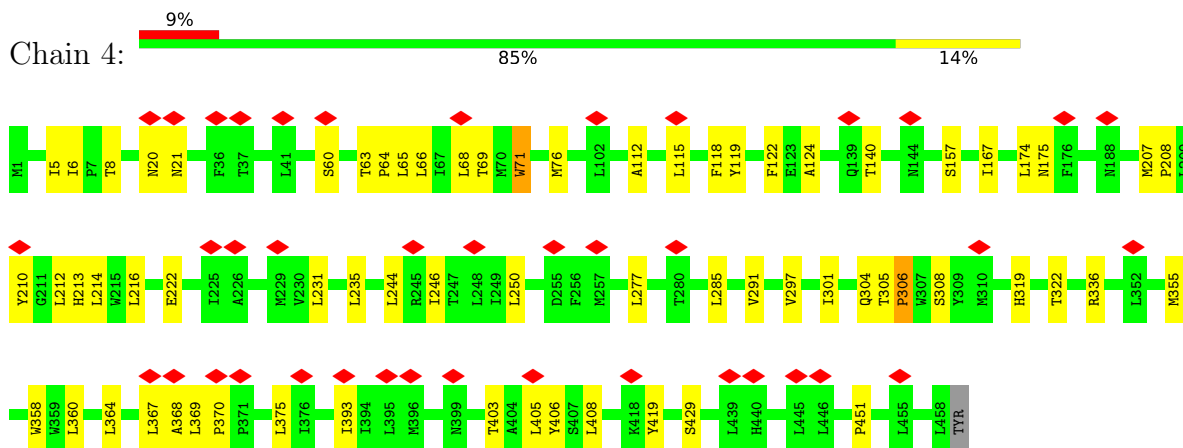 9%
Chain 4:
85% 14%
M1 I5 I6 P7 T8 N20 N21 F36 T37 L41 S60 T63 P64 L65 L66 I67 L68 T69 M70 W71 M76 L102 A112 L115 F118 Y119 F122 E123 A124 Q139 T140 N144 S157 I167 L174 N175 F176 N188 M207 P208
Y210 G211 L212 H213 L214 W215 L216 E222 I225 A226 M229 V230 L231 L235 L244 R245 I246 T247 L248 I249 L250 D255 F256 M257 L277 T280 L285 V291 V297 I301 Q304 T305 P306 W307 S308 Y309 M310 H319 T322 R336 L352 M355
W358 W359 L360 L364 L367 A368 L369 P370 P371 L375 I376 I393 I394 L395 M396 N399 T403 A404 L405 Y406 S407 L408 K418 Y419 S429 L439 H440 L445 L446 P451 L455 L458 TYR